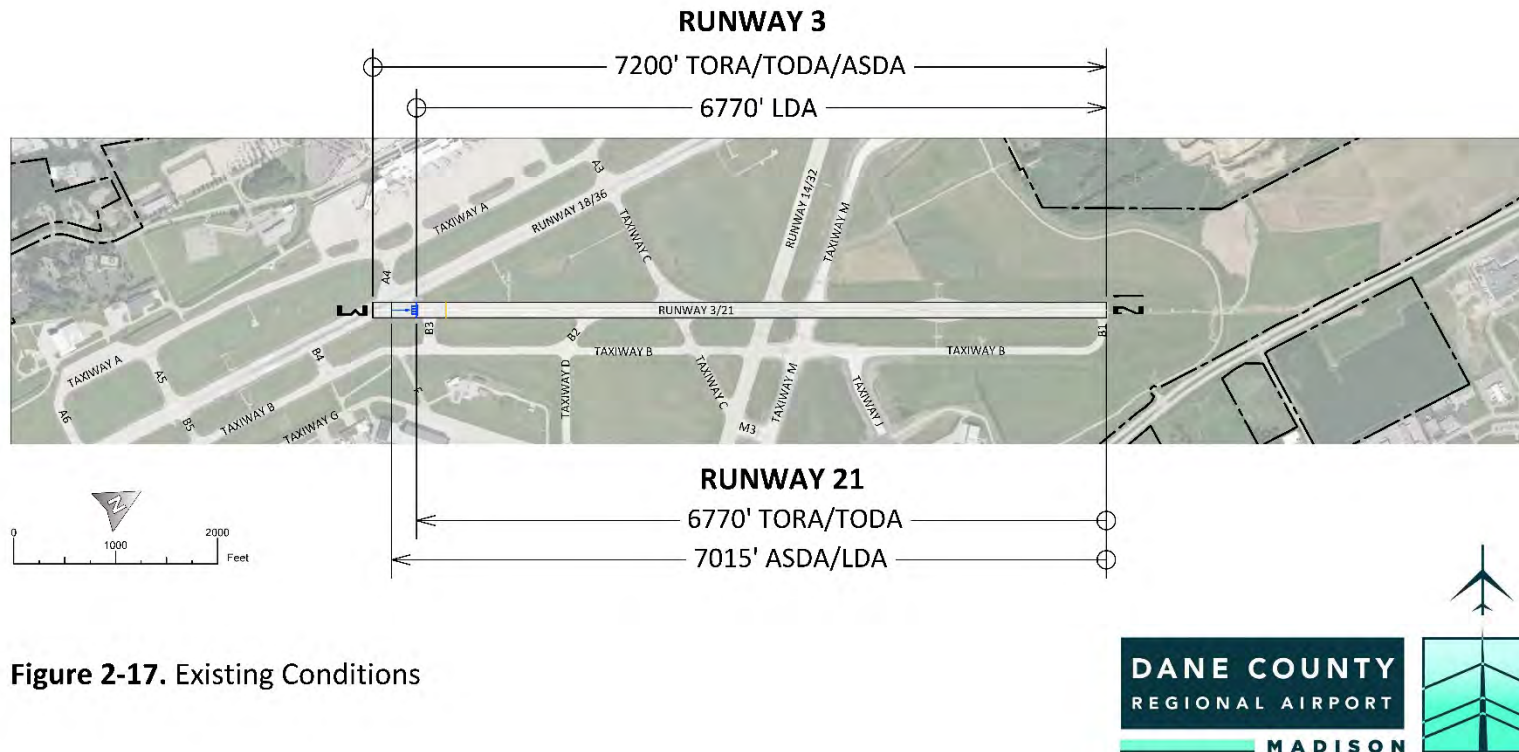 RUNWAY 3
7200' TORA/TODA/ASDA
6770' LDA
A3
TAXIWAY A
RUNWAY 18/36
TAXIWAY C
RUNWAY 14/32
TAXIWAY M
A4
3
RUNWAY 3/21
21
B3
B2
B1
TAXIWAY B
TAXIWAY B
B4
TAXIWAY A
A5
TAXIWAY D
TAXIWAY C
TAXIWAY M
TAXIWAY J
A6
B5
TAXIWAY B
TAXIWAY G
M3
RUNWAY 21
6770' TORA/TODA
7015' ASDA/LDA
N
0 1000 2000
Feet
Figure 2-17. Existing Conditions
DANE COUNTY
REGIONAL AIRPORT
MADISON